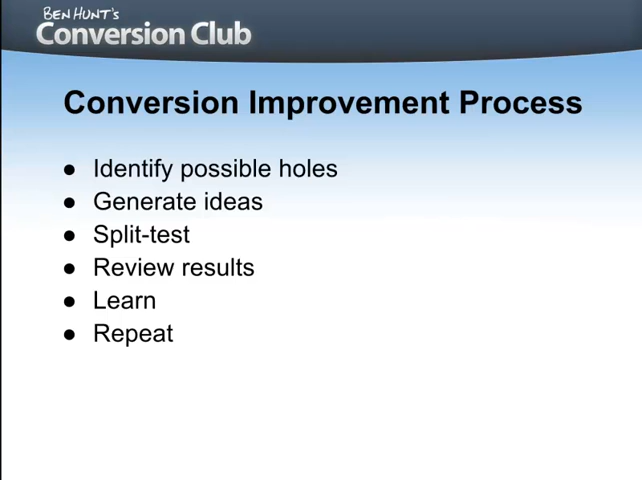 BEN HUNT'S
Conversion Club
Conversion Improvement Process
● Identify possible holes
● Generate ideas
● Split-test
● Review results
● Learn
● Repeat